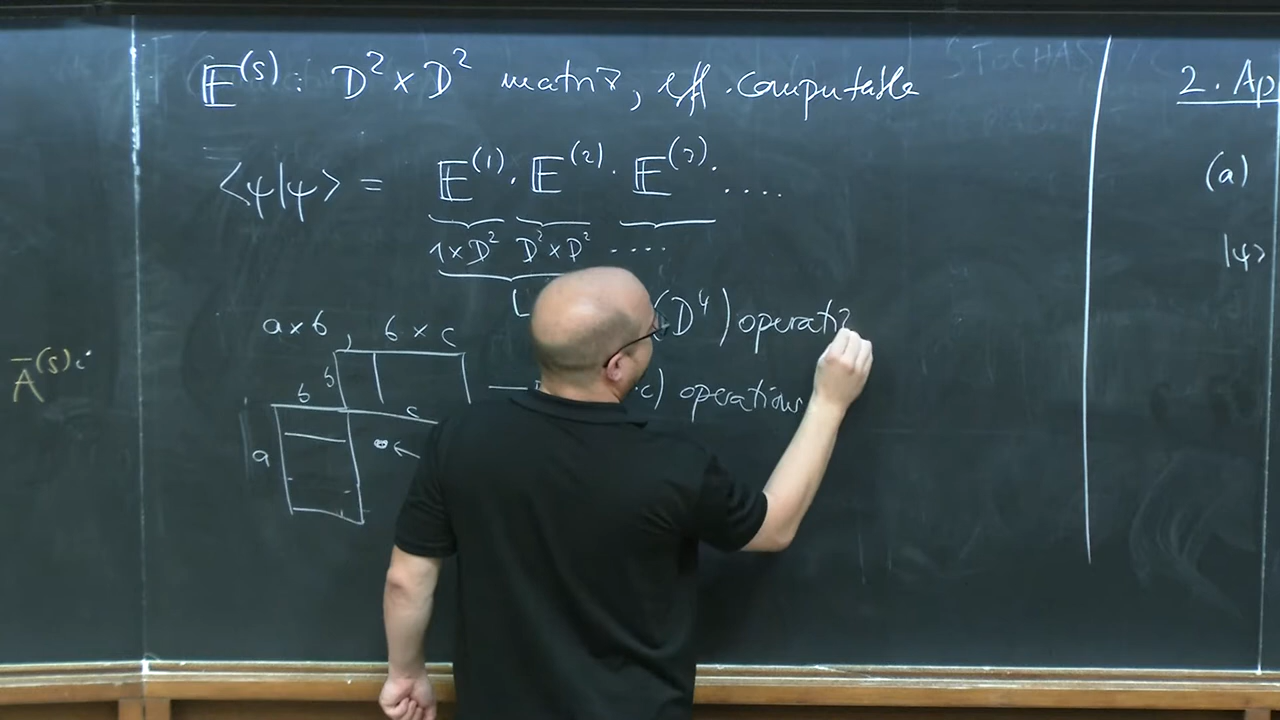 𝔼^(s) : D² × D² matrix, eff. computable
⟨ψ|ψ⟩ = 𝔼^(1) · 𝔼^(2) · 𝔼^(3) · ....
1×D² D²×D² ....
(D⁴) operati
a×b, b×c
c) operations
b
b
c
a
Ā^(s)
2. Ap
(a)
|ψ⟩